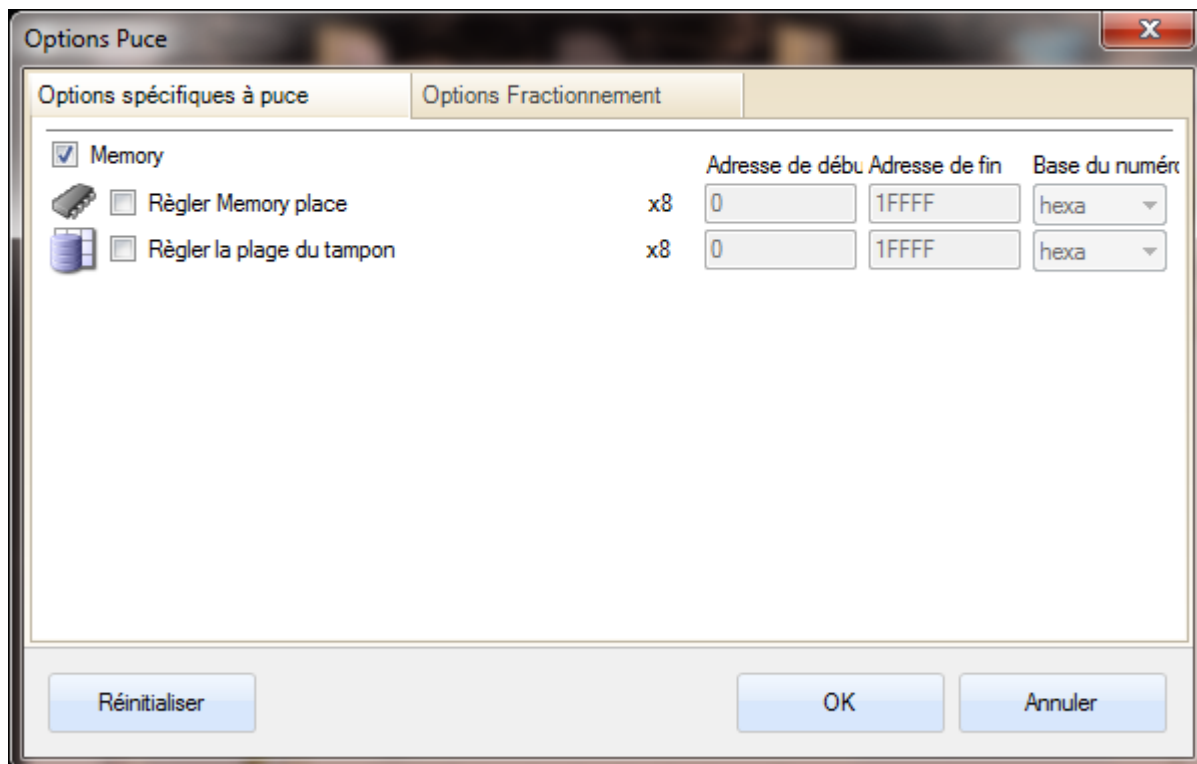 Options Puce
Options spécifiques à puce Options Fractionnement
Memory
Adresse de débu Adresse de fin Base du numéro
Règler Memory place x8 0 1FFFF hexa
Règler la plage du tampon x8 0 1FFFF hexa
Réinitialiser OK Annuler